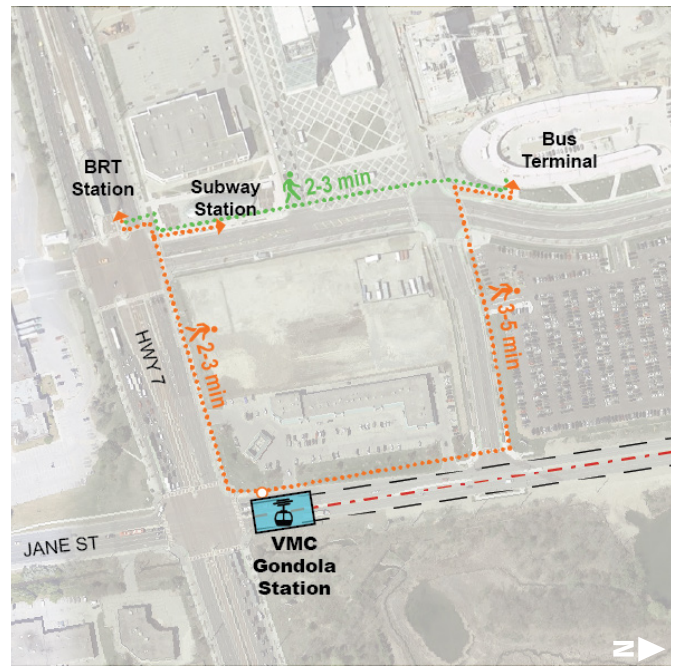 Bus
Terminal
BRT
Station
Subway
Station
2-3 min
HWY 7
2-3 min
3-5 min
JANE ST
VMC
Gondola
Station
N